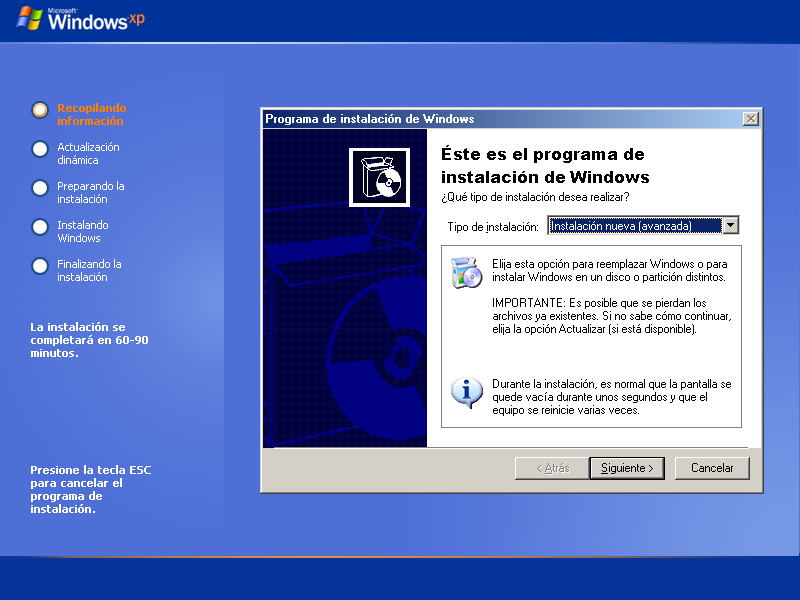 Microsoft
Windows xp
Recopilando
información
Actualización
dinámica
Preparando la
instalación
Instalando
Windows
Finalizando la
instalación
La instalación se
completará en 60-90
minutos.
Presione la tecla ESC
para cancelar el
programa de
instalación.
Programa de instalación de Windows
Éste es el programa de
instalación de Windows
¿Qué tipo de instalación desea realizar?
Tipo de instalación: Instalación nueva (avanzada)
Elija esta opción para reemplazar Windows o para
instalar Windows en un disco o partición distintos.
IMPORTANTE: Es posible que se pierdan los
archivos ya existentes. Si no sabe cómo continuar,
elija la opción Actualizar (si está disponible).
Durante la instalación, es normal que la pantalla se
quede vacía durante unos segundos y que el
equipo se reinicie varias veces.
< Atrás Siguiente > Cancelar